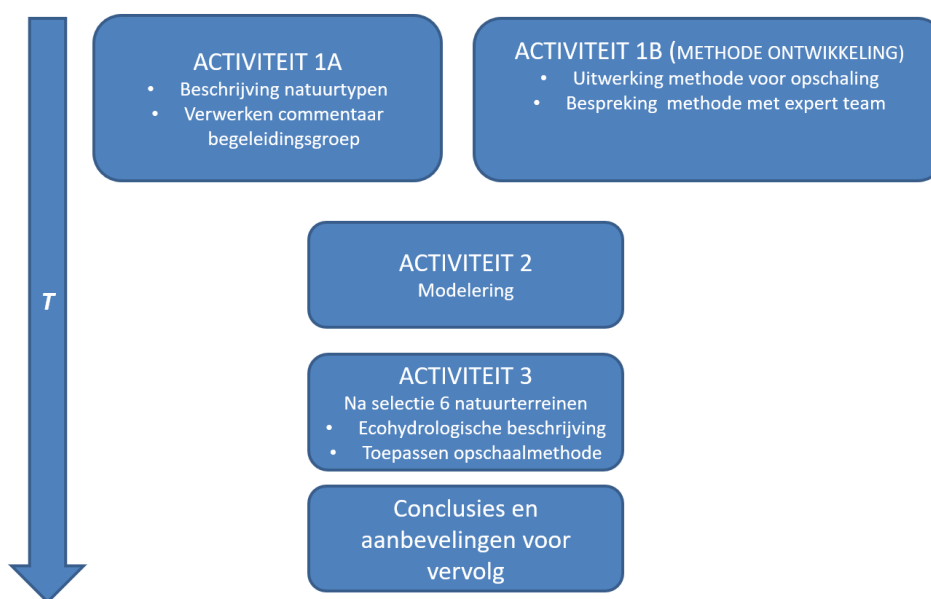 ACTIVITEIT 1A
• Beschrijving natuurtypen
• Verwerken commentaar
begeleidingsgroep
ACTIVITEIT 1B (METHODE ONTWIKKELING)
• Uitwerking methode voor opschaling
• Bespreking methode met expert team
T
ACTIVITEIT 2
Modelering
ACTIVITEIT 3
Na selectie 6 natuurterreinen
• Ecohydrologische beschrijving
• Toepassen opschaalmethode
Conclusies en
aanbevelingen voor
vervolg